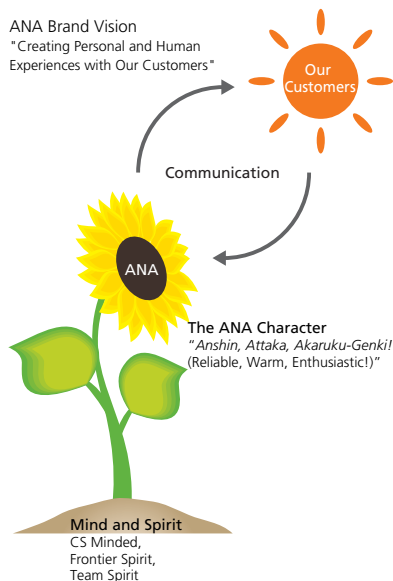 ANA Brand Vision
"Creating Personal and Human
Experiences with Our Customers"
Our
Customers
Communication
ANA
The ANA Character
“Anshin, Attaka, Akaruku-Genki!
(Reliable, Warm, Enthusiastic!)”
Mind and Spirit
CS Minded,
Frontier Spirit,
Team Spirit